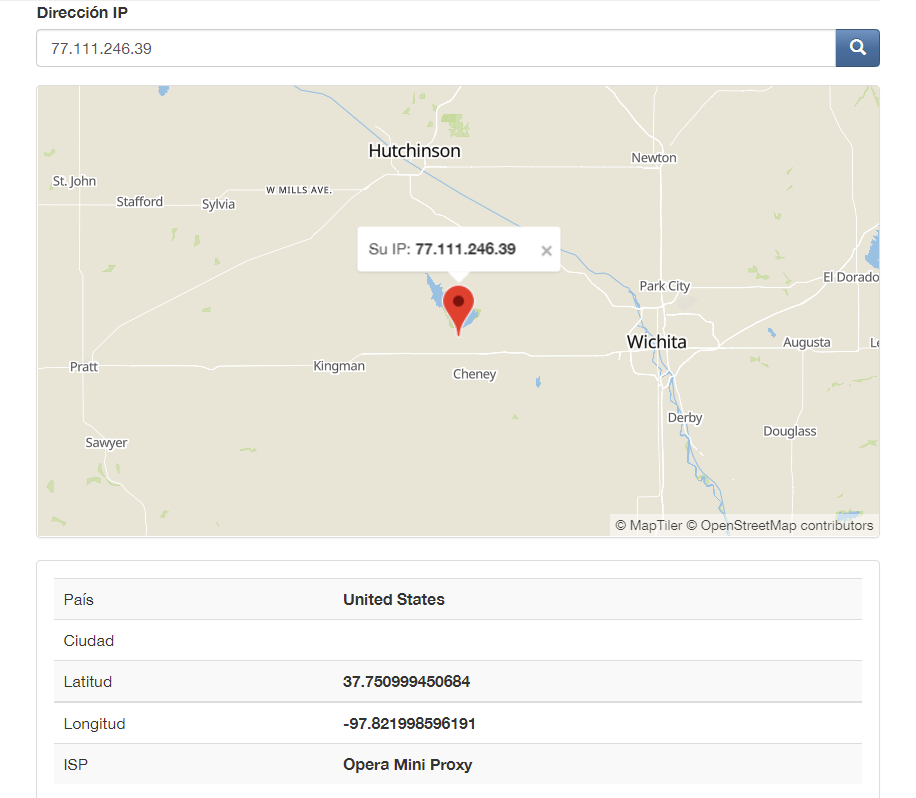 Dirección IP
77.111.246.39
Hutchinson
Newton
St. John
W MILLS AVE.
Stafford
Sylvia
Su IP: 77.111.246.39 ×
El Dorado
Park City
Wichita
Augusta
Pratt
Kingman
Cheney
Derby
Douglass
Sawyer
© MapTiler © OpenStreetMap contributors
País United States
Ciudad
Latitud 37.750999450684
Longitud -97.821998596191
ISP Opera Mini Proxy